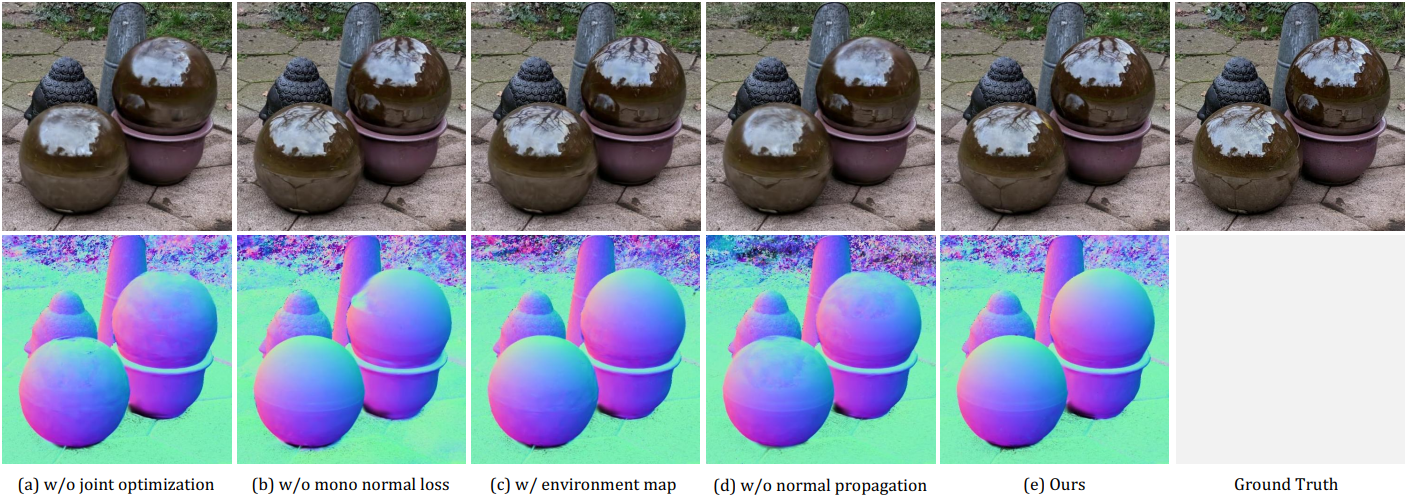 (a) w/o joint optimization
(b) w/o mono normal loss
(c) w/ environment map
(d) w/o normal propagation
(e) Ours
Ground Truth